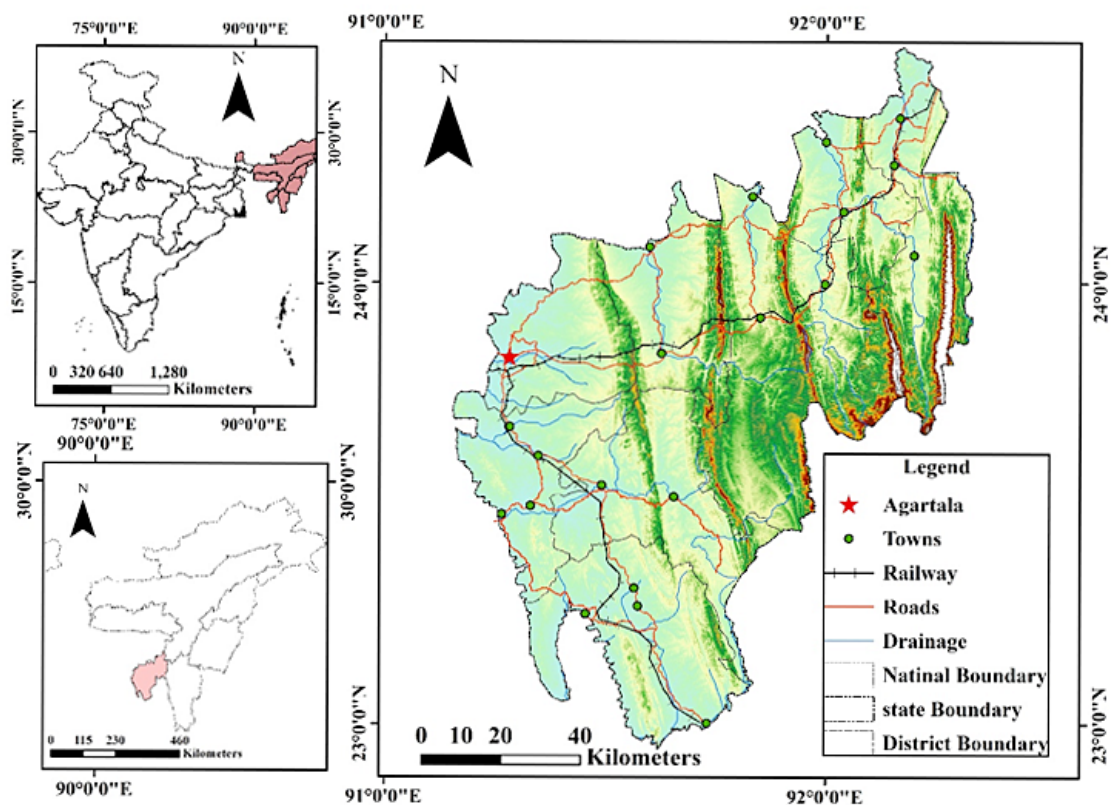 75°0'0"E 90°0'0"E
N
30°0'0"N
30°0'0"N
15°0'0"N
15°0'0"N
0 320 640 1,280
Kilometers
75°0'0"E 90°0'0"E
90°0'0"E
N
30°0'0"N
30°0'0"N
0 115 230 460
Kilometers
90°0'0"E
91°0'0"E 92°0'0"E
N
24°0'0"N
24°0'0"N
23°0'0"N
23°0'0"N
0 10 20 40
Kilometers
91°0'0"E 92°0'0"E
Legend
Agartala
Towns
Railway
Roads
Drainage
Natinal Boundary
state Boundary
District Boundary